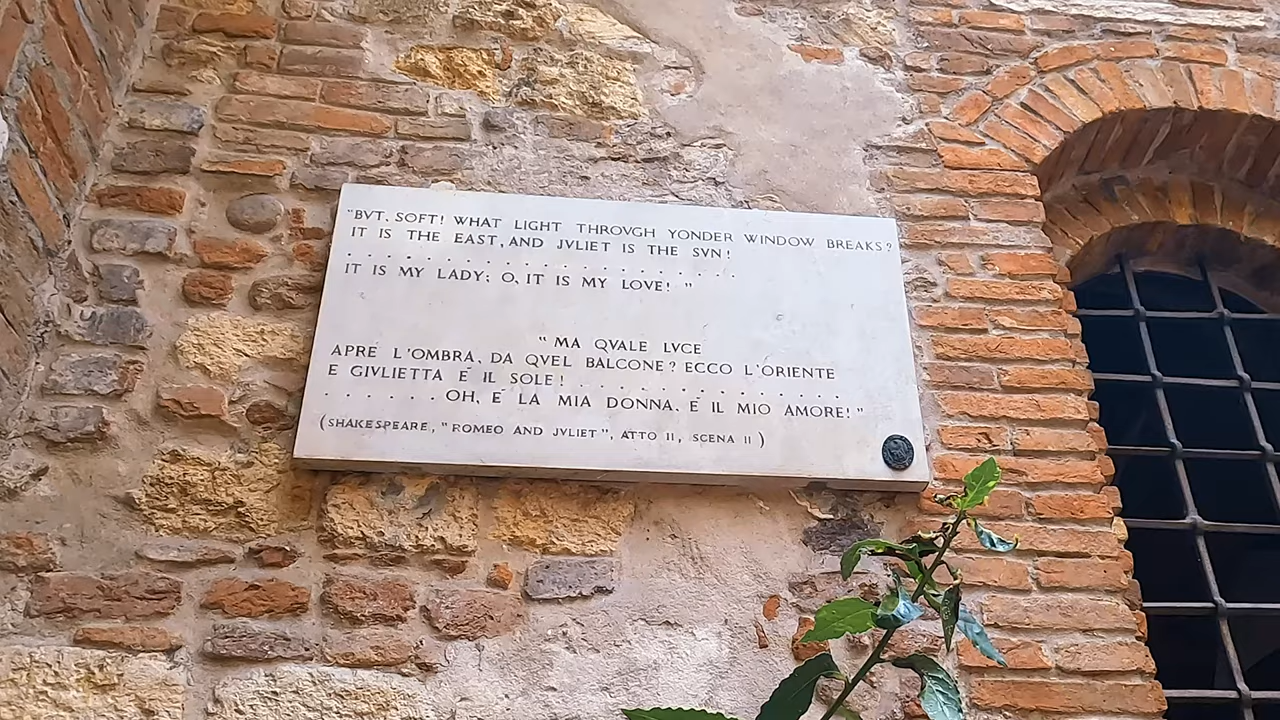 "BVT, SOFT! WHAT LIGHT THROVGH YONDER WINDOW BREAKS?
IT IS THE EAST, AND JVLIET IS THE SVN!
. . . . . . . . . . . . . . . . . . . .
IT IS MY LADY; O, IT IS MY LOVE! "
" MA QVALE LVCE
APRE L'OMBRA, DA QVEL BALCONE? ECCO L'ORIENTE
E GIVLIETTA È IL SOLE! . . . . . . . . . . . . . .
. . . . . . . OH, È LA MIA DONNA, È IL MIO AMORE!"
(SHAKESPEARE, "ROMEO AND JVLIET", ATTO II, SCENA II)